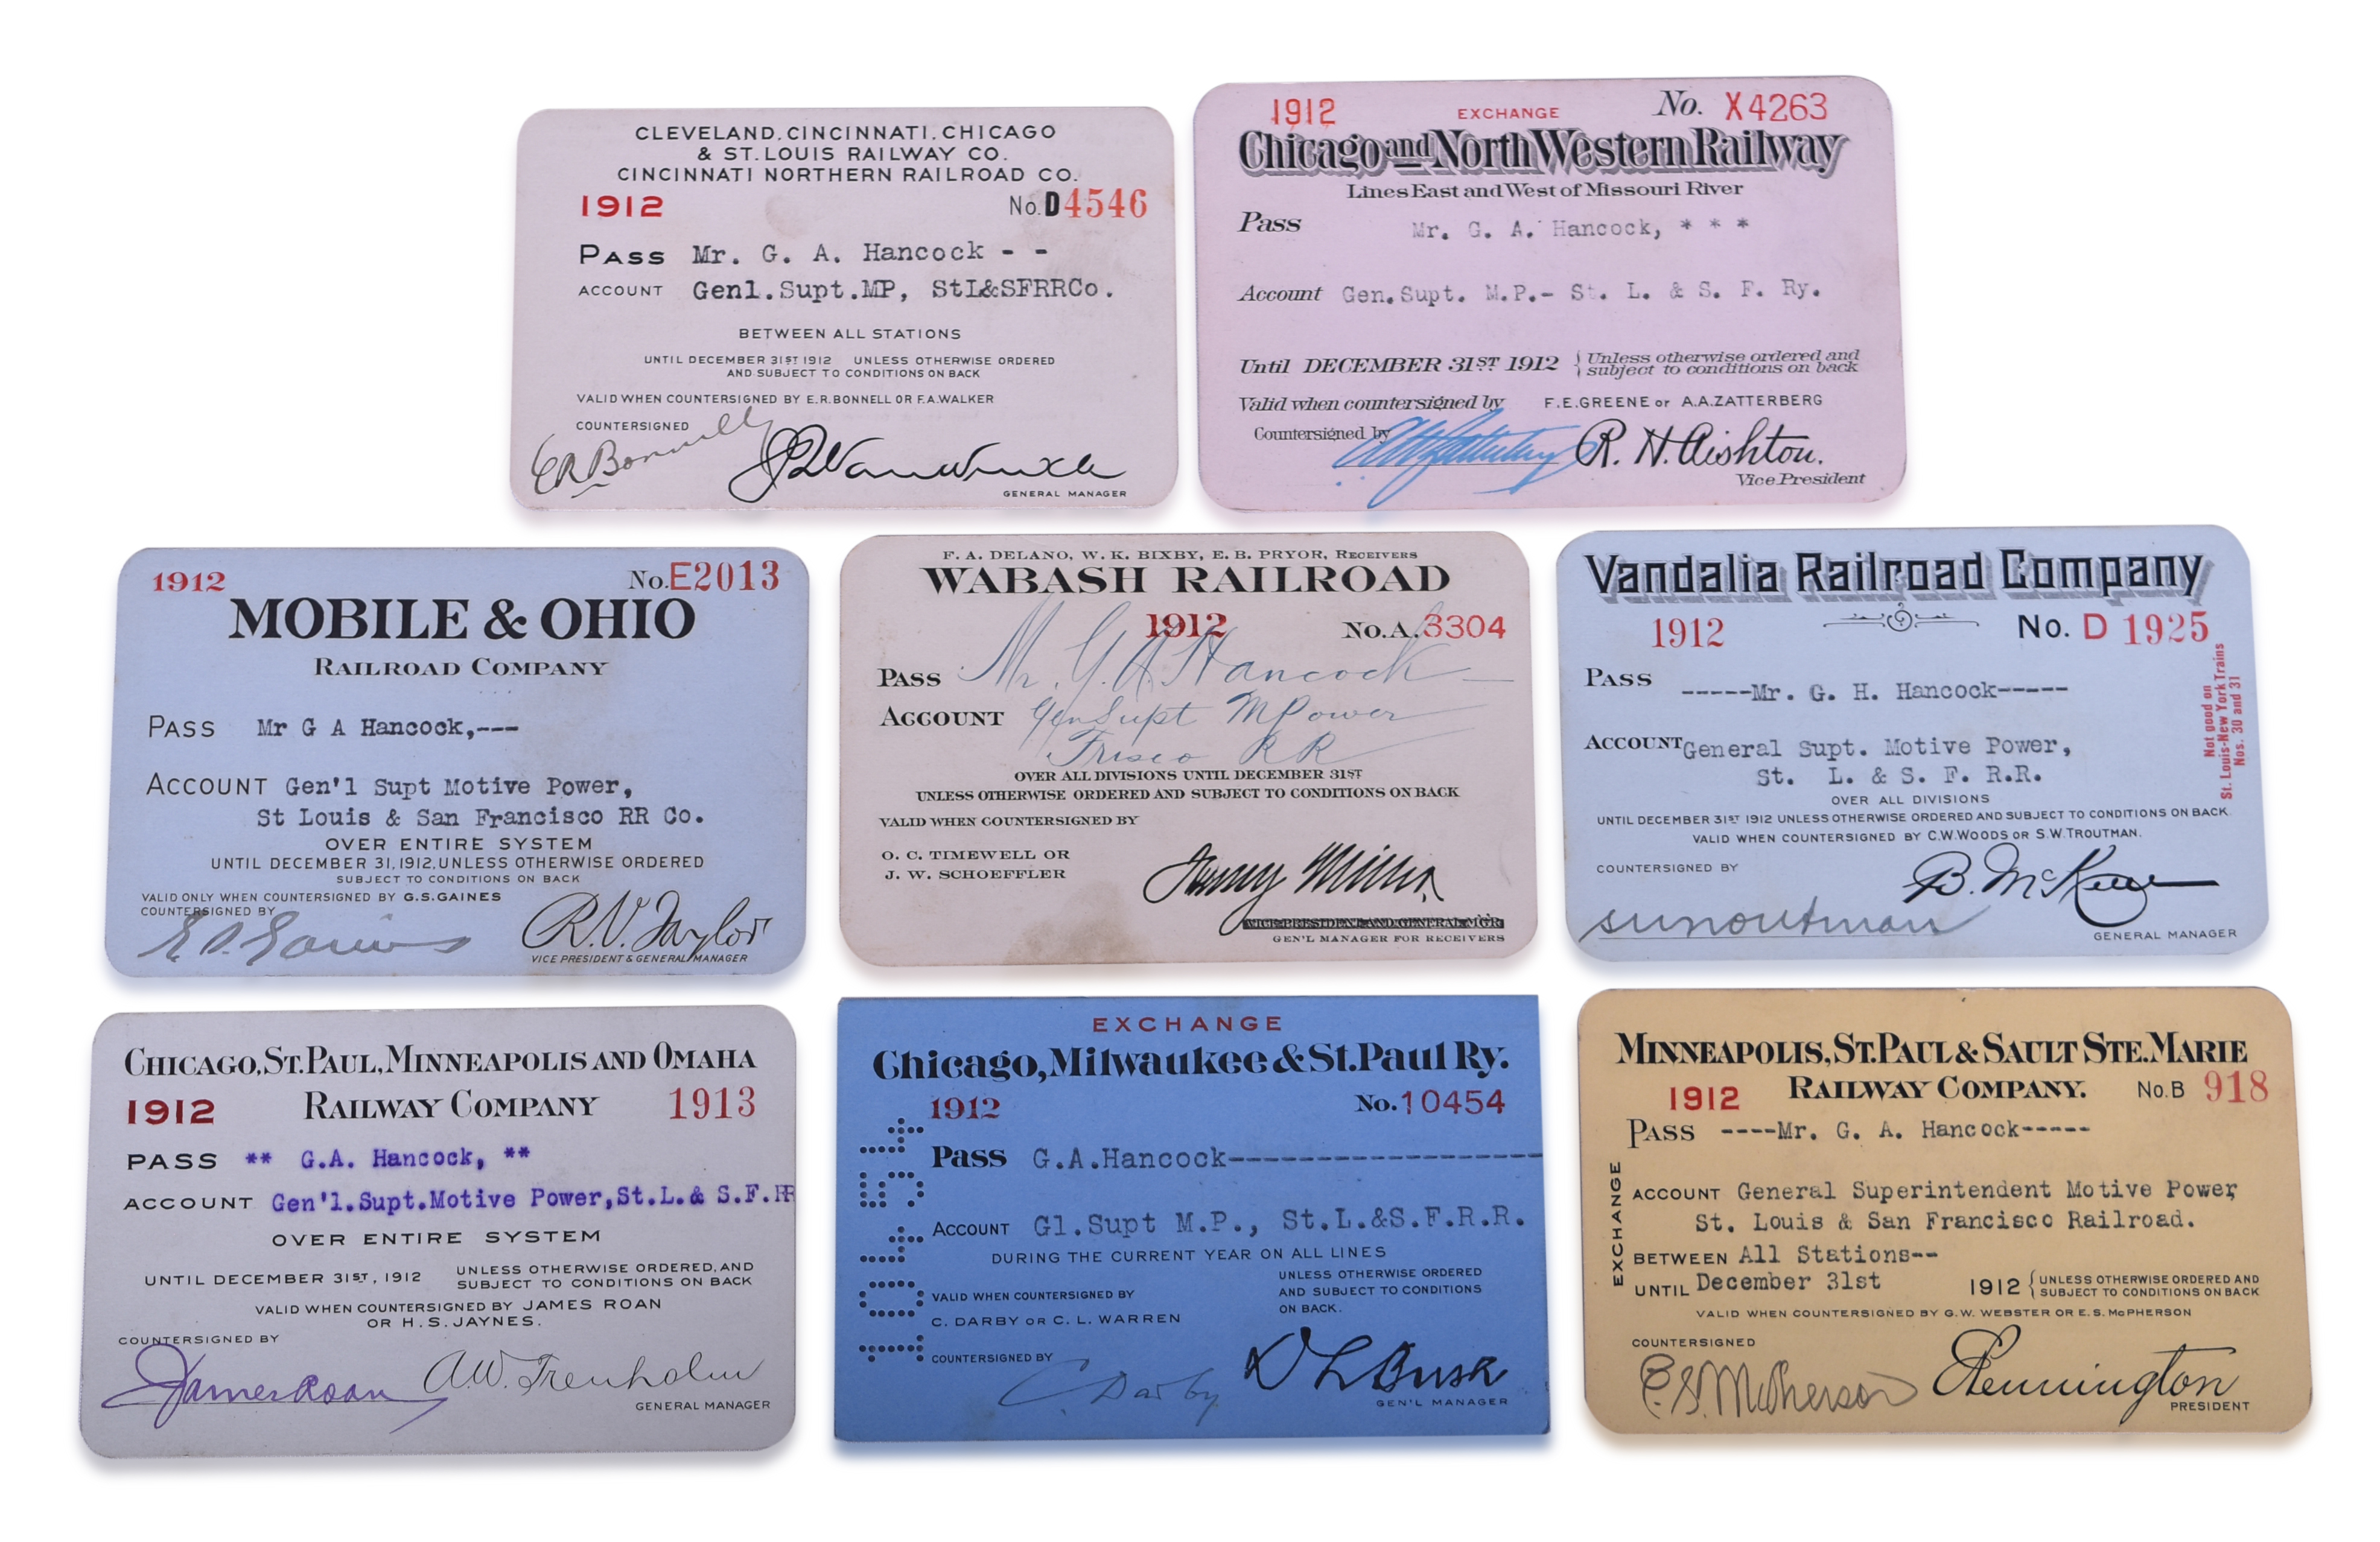 CLEVELAND, CINCINNATI, CHICAGO
& ST. LOUIS RAILWAY CO.
CINCINNATI NORTHERN RAILROAD CO.
1912 No. D4546
PASS Mr. G. A. Hancock - -
ACCOUNT Genl.Supt.MP, StL&SFRRCo.
BETWEEN ALL STATIONS
UNTIL DECEMBER 31ST 1912 UNLESS OTHERWISE ORDERED
AND SUBJECT TO CONDITIONS ON BACK
VALID WHEN COUNTERSIGNED BY E.R.BONNELL OR F.A.WALKER
COUNTERSIGNED
ER Bonnelly
GENERAL MANAGER
1912 EXCHANGE No. X4263
Chicago and North Western Railway
Lines East and West of Missouri River
Pass Mr. G. A. Hancock, * * *
Account Gen.Supt. M.P.- St. L. & S. F. Ry.
Until DECEMBER 31ST 1912 { Unless otherwise ordered and
subject to conditions on back
Valid when countersigned by F.E.GREENE or A.A.ZATTERBERG
Countersigned by R. H. Aishton.
Vice President
1912 No. E2013
MOBILE & OHIO
RAILROAD COMPANY
PASS Mr G A Hancock,---
ACCOUNT Gen'l Supt Motive Power,
St Louis & San Francisco RR Co.
OVER ENTIRE SYSTEM
UNTIL DECEMBER 31, 1912, UNLESS OTHERWISE ORDERED
SUBJECT TO CONDITIONS ON BACK
VALID ONLY WHEN COUNTERSIGNED BY G.S.GAINES
COUNTERSIGNED BY
R.V. Taylor
VICE PRESIDENT & GENERAL MANAGER
F. A. DELANO, W. K. BIXBY, E. B. PRYOR, RECEIVERS
WABASH RAILROAD
1912 No. A. 3304
PASS Mr. G. A. Hancock
ACCOUNT Gen Supt M Power
Frisco R R
OVER ALL DIVISIONS UNTIL DECEMBER 31ST
UNLESS OTHERWISE ORDERED AND SUBJECT TO CONDITIONS ON BACK
VALID WHEN COUNTERSIGNED BY
O. C. TIMEWELL OR
J. W. SCHOEFFLER
Henry Miller
VICE-PRESIDENT AND GENERAL MGR
GEN'L MANAGER FOR RECEIVERS
Vandalia Railroad Company
1912 No. D 1925
PASS -----Mr. G. H. Hancock-----
ACCOUNT General Supt. Motive Power,
St. L. & S. F. R.R.
OVER ALL DIVISIONS
UNTIL DECEMBER 31ST 1912 UNLESS OTHERWISE ORDERED AND SUBJECT TO CONDITIONS ON BACK
VALID WHEN COUNTERSIGNED BY C.W.WOODS OR S.W.TROUTMAN.
COUNTERSIGNED BY
B. McKeen
swtroutman
GENERAL MANAGER
Not good on
St. Louis-New York Trains
Nos. 30 and 31
CHICAGO, ST. PAUL, MINNEAPOLIS AND OMAHA
1912 RAILWAY COMPANY 1913
PASS ** G.A. Hancock, **
ACCOUNT Gen'l.Supt.Motive Power,St.L.& S.F.RR
OVER ENTIRE SYSTEM
UNTIL DECEMBER 31ST, 1912 UNLESS OTHERWISE ORDERED, AND
SUBJECT TO CONDITIONS ON BACK
VALID WHEN COUNTERSIGNED BY JAMES ROAN
OR H. S. JAYNES.
COUNTERSIGNED BY
James Roan A.W. Trenholm
GENERAL MANAGER
EXCHANGE
Chicago, Milwaukee & St. Paul Ry.
1912 No. 10454
Pass G.A.Hancock--------------------
ACCOUNT Gl.Supt M.P., St.L.&S.F.R.R.
DURING THE CURRENT YEAR ON ALL LINES
UNLESS OTHERWISE ORDERED
AND SUBJECT TO CONDITIONS
ON BACK.
VALID WHEN COUNTERSIGNED BY
C. DARBY OR C. L. WARREN
COUNTERSIGNED BY
C. Darby D L Bush
GEN'L MANAGER
10454
MINNEAPOLIS, ST. PAUL & SAULT STE. MARIE
1912 RAILWAY COMPANY. No. B 918
PASS ----Mr. G. A. Hancock-----
EXCHANGE
ACCOUNT General Superintendent Motive Power,
St. Louis & San Francisco Railroad.
BETWEEN All Stations--
UNTIL December 31st 1912 { UNLESS OTHERWISE ORDERED AND
SUBJECT TO CONDITIONS ON BACK
VALID WHEN COUNTERSIGNED BY G.W. WEBSTER OR E.S. McPHERSON
COUNTERSIGNED
E.S. McPherson Pennington
PRESIDENT